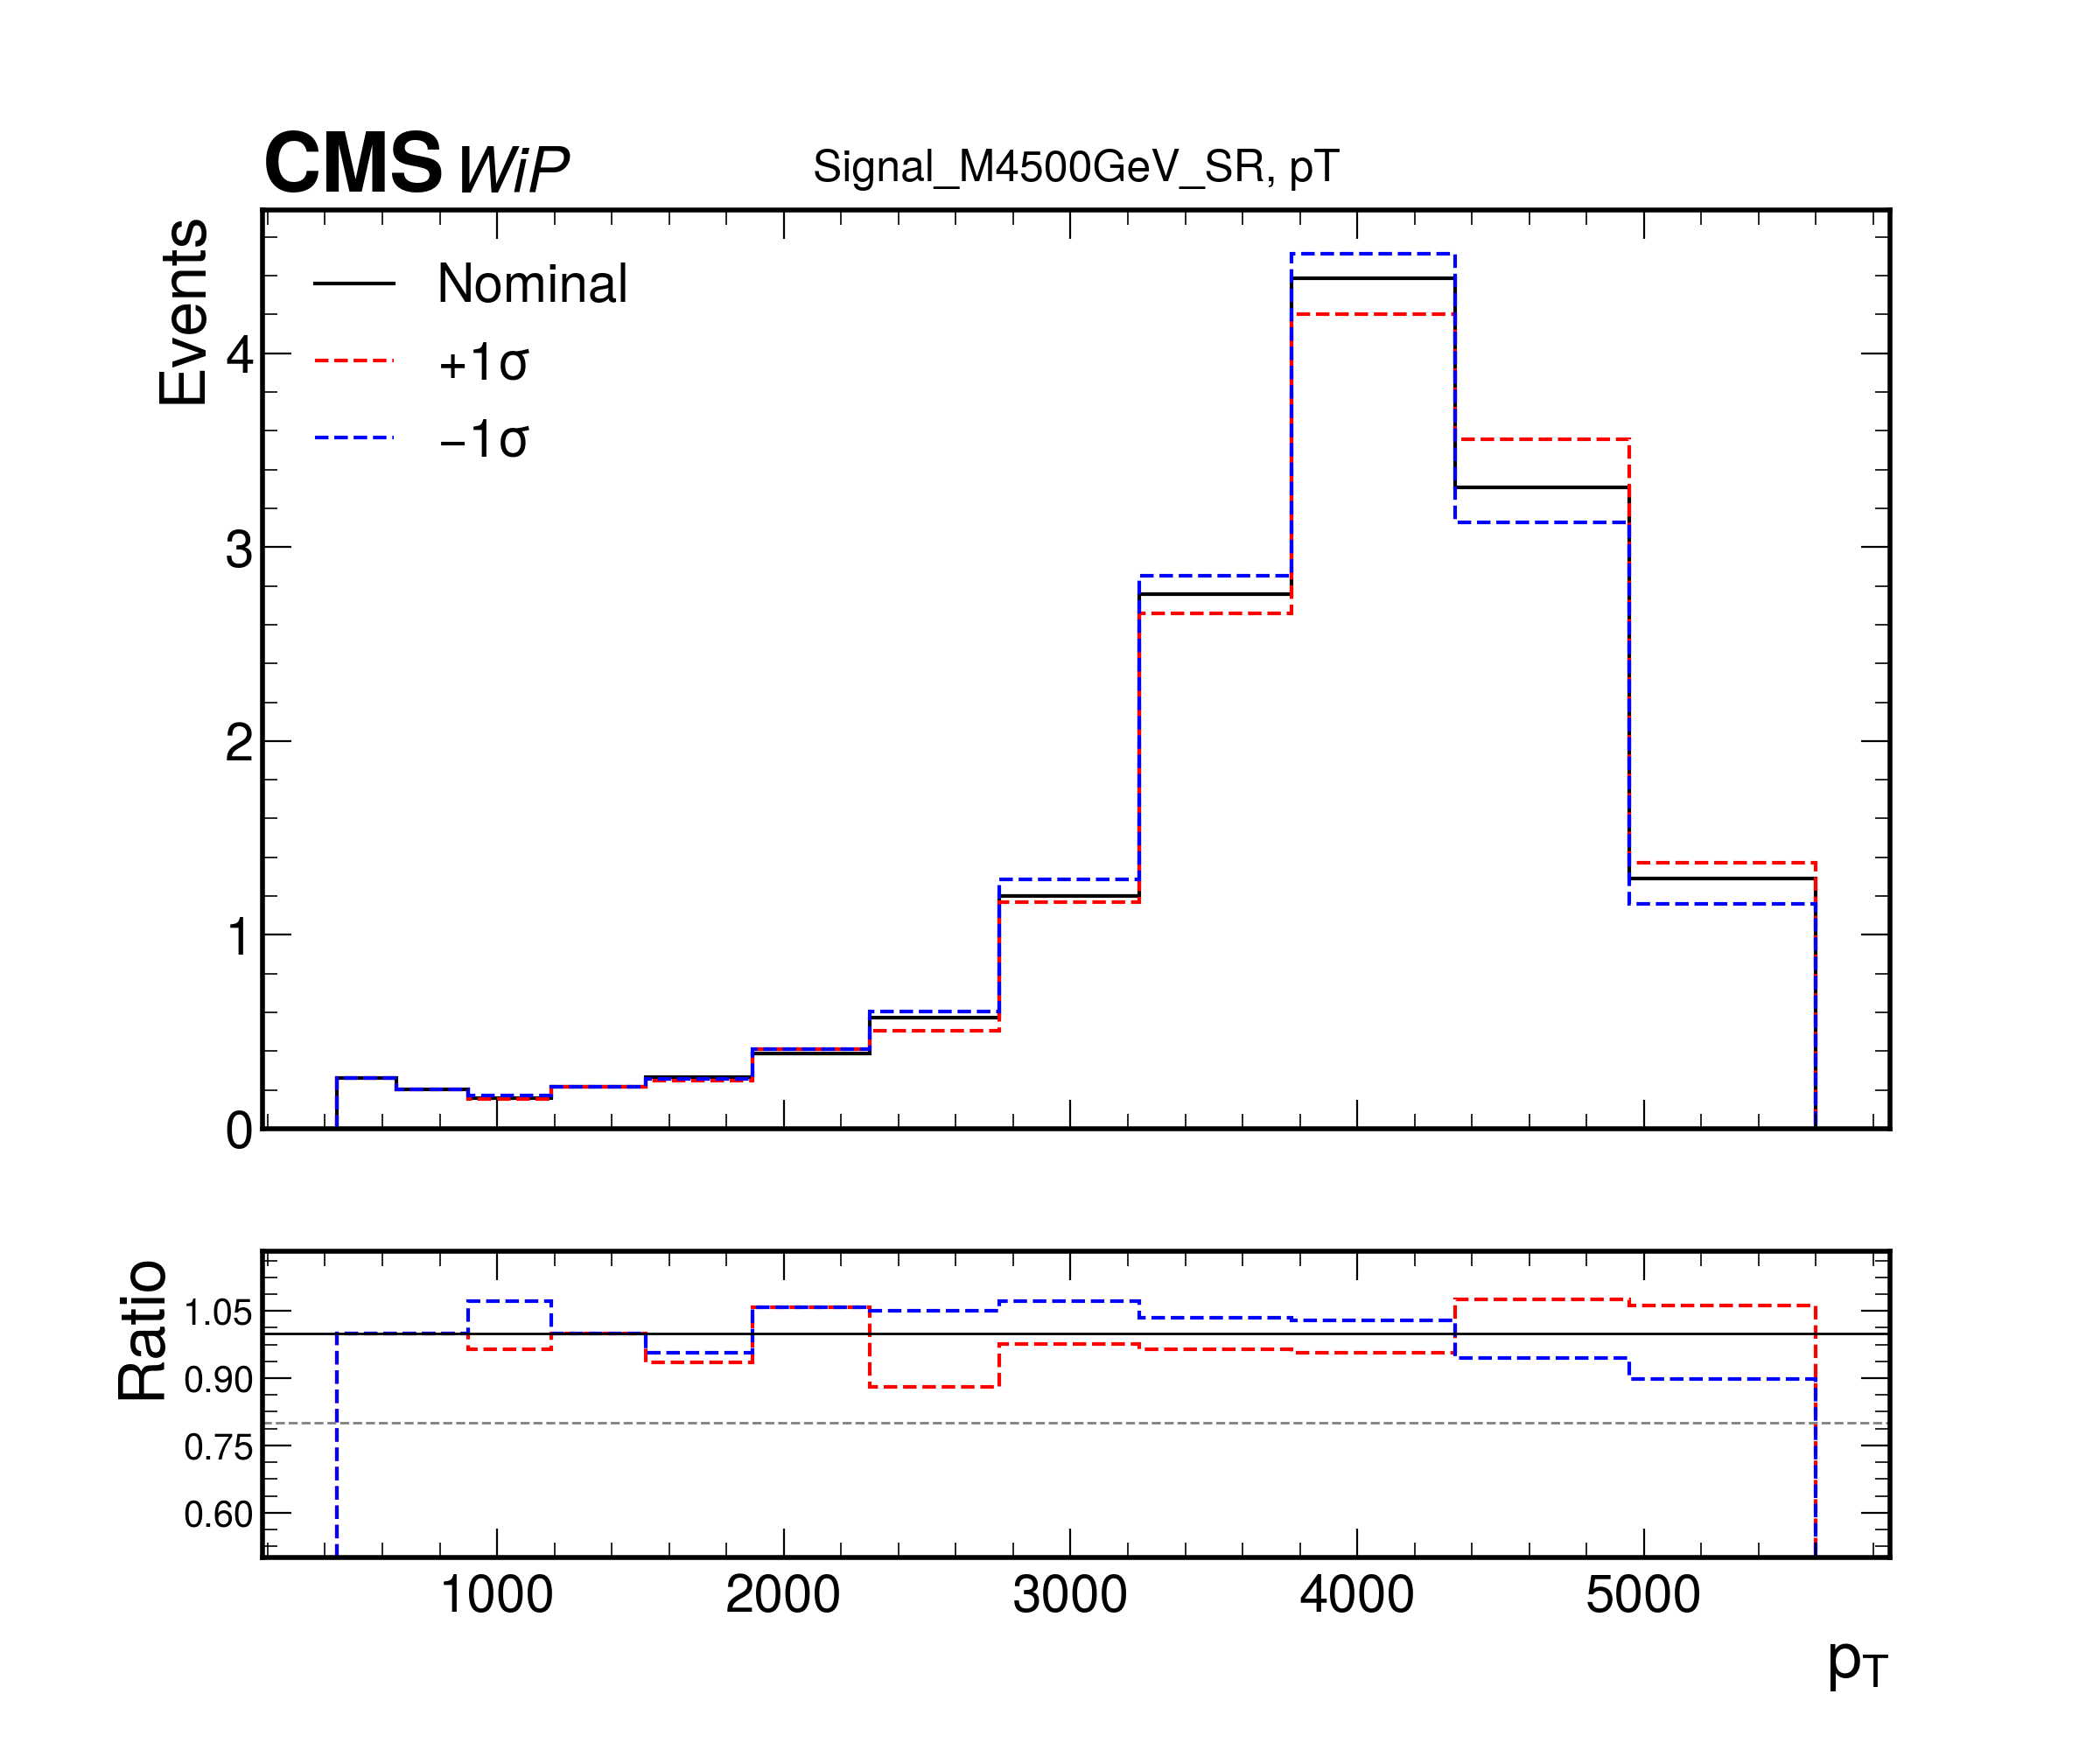 CMS WiP
Signal_M4500GeV_SR, pT
Events
4
3
2
1
0
Nominal
+1σ
−1σ
Ratio
1.05
0.90
0.75
0.60
1000 2000 3000 4000 5000
pT